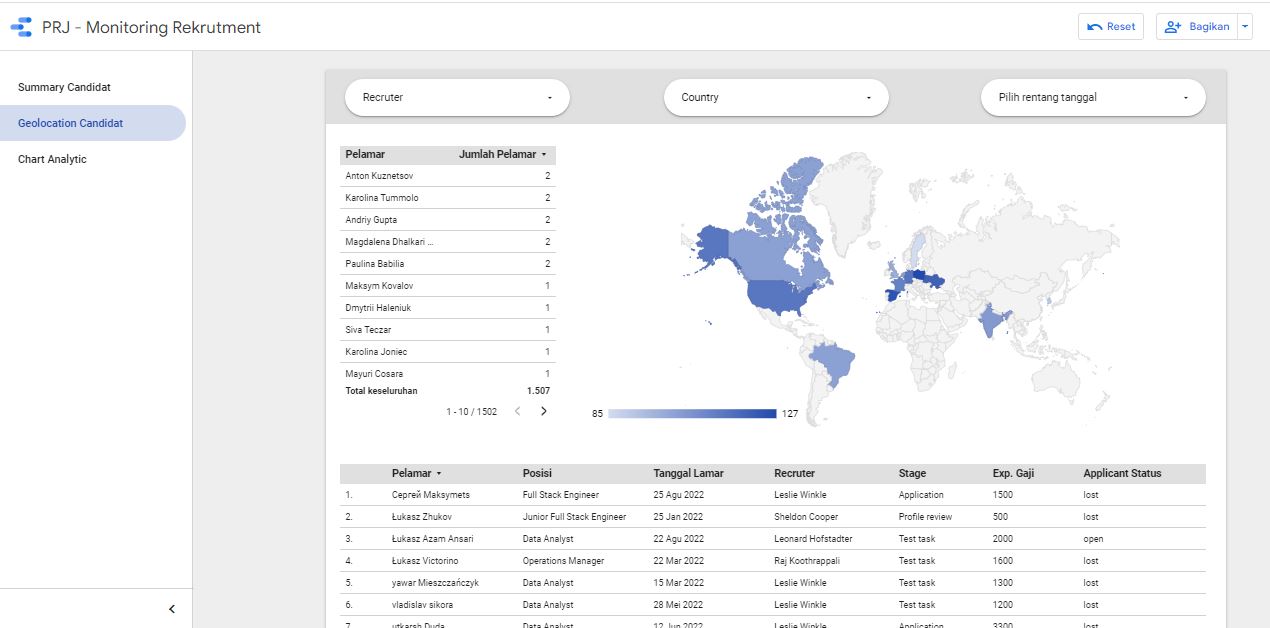 PRJ - Monitoring Rekrutment
Reset
Bagikan
Summary Candidat
Geolocation Candidat
Chart Analytic
Recruter
Country
Pilih rentang tanggal
Pelamar Jumlah Pelamar
Anton Kuznetsov 2
Karolina Tummolo 2
Andriy Gupta 2
Magdalena Dhalkari ... 2
Paulina Babilia 2
Maksym Kovalov 1
Dmytrii Haleniuk 1
Siva Teczar 1
Karolina Joniec 1
Mayuri Cosara 1
Total keseluruhan 1.507
1 - 10 / 1502
85 127
Pelamar Posisi Tanggal Lamar Recruter Stage Exp. Gaji Applicant Status
1. Сергей Maksymets Full Stack Engineer 25 Agu 2022 Leslie Winkle Application 1500 lost
2. Łukasz Zhukov Junior Full Stack Engineer 25 Jan 2022 Sheldon Cooper Profile review 500 lost
3. Łukasz Azam Ansari Data Analyst 22 Agu 2022 Leonard Hofstadter Test task 2000 open
4. Łukasz Victorino Operations Manager 22 Mar 2022 Raj Koothrappali Test task 1600 lost
5. yawar Mieszczańczyk Data Analyst 15 Mar 2022 Leslie Winkle Test task 1300 lost
6. vladislav sikora Data Analyst 28 Mei 2022 Leslie Winkle Test task 1200 lost
7. utkarsh Duda Data Analyst 12 Jun 2022 Leslie Winkle Application 3300 lost